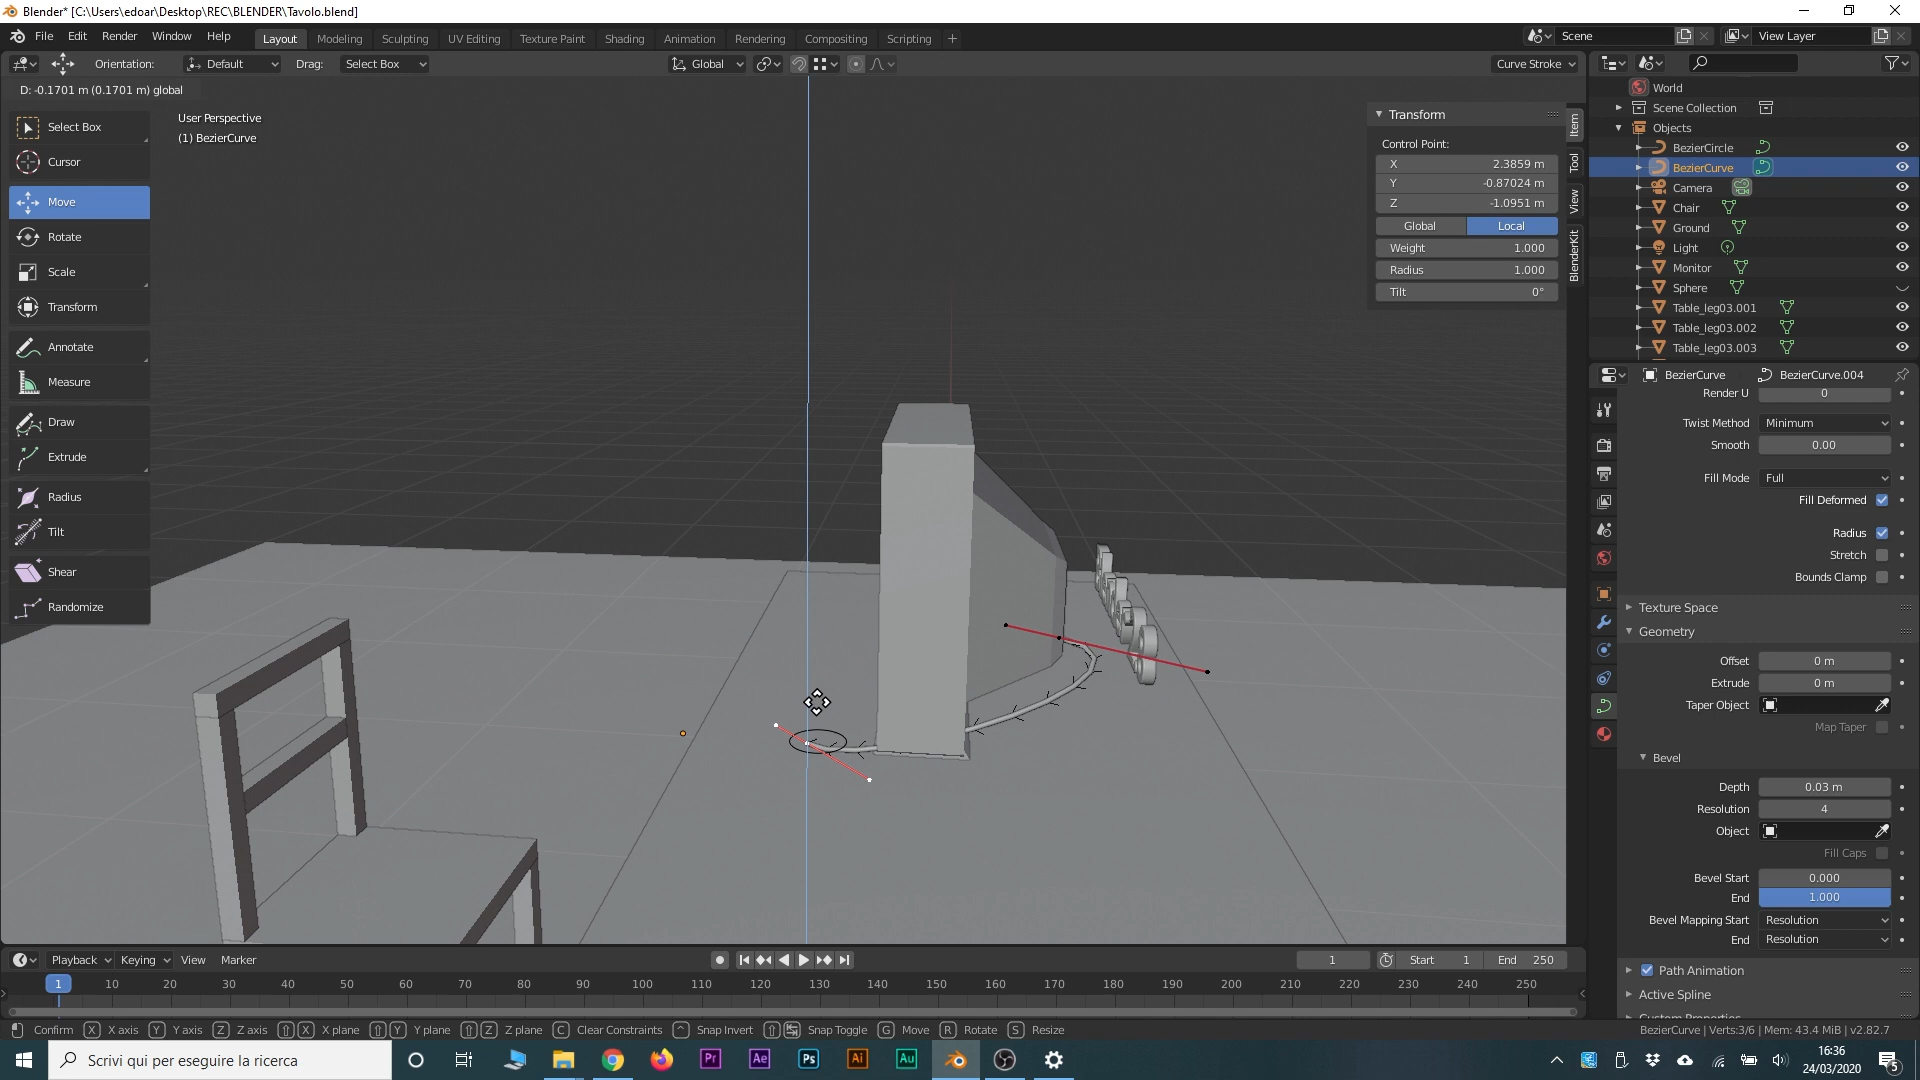 Blender* [C:\Users\edoar\Desktop\REC\BLENDER\Tavolo.blend]
File Edit Render Window Help
Layout Modeling Sculpting UV Editing Texture Paint Shading Animation Rendering Compositing Scripting +
Scene
View Layer
Orientation: Default Drag: Select Box
Global
Curve Stroke
D: -0.1701 m (0.1701 m) global
User Perspective
(1) BezierCurve
Select Box
Cursor
Move
Rotate
Scale
Transform
Annotate
Measure
Draw
Extrude
Radius
Tilt
Shear
Randomize
Transform
Control Point:
X 2.3859 m
Y -0.87024 m
Z -1.0951 m
Global Local
Weight 1.000
Radius 1.000
Tilt 0°
Item
Tool
View
BlenderKit
World
Scene Collection
Objects
BezierCircle
BezierCurve
Camera
Chair
Ground
Light
Monitor
Sphere
Table_leg03.001
Table_leg03.002
Table_leg03.003
BezierCurve BezierCurve.004
Render U 0
Twist Method Minimum
Smooth 0.00
Fill Mode Full
Fill Deformed
Radius
Stretch
Bounds Clamp
Texture Space
Geometry
Offset 0 m
Extrude 0 m
Taper Object
Map Taper
Bevel
Depth 0.03 m
Resolution 4
Object
Fill Caps
Bevel Start 0.000
End 1.000
Bevel Mapping Start Resolution
End Resolution
Path Animation
Active Spline
Playback Keying View Marker
1 Start 1 End 250
1 10 20 30 40 50 60 70 80 90 100 110 120 130 140 150 160 170 180 190 200 210 220 230 240 250
Confirm X X axis Y Y axis Z Z axis X X plane Y Y plane Z Z plane C Clear Constraints ^ Snap Invert Snap Toggle G Move R Rotate S Resize
BezierCurve | Verts:3/6 | Mem: 43.4 MiB | v2.82.7
Scrivi qui per eseguire la ricerca
Pr Ae Ps Ai Au
16:36
24/03/2020
5